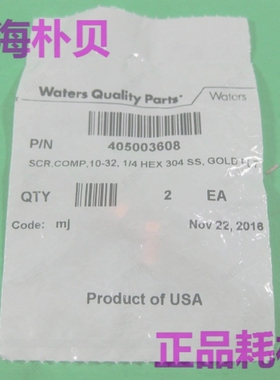 海朴贝
Waters Quality Parts
Waters
P/N 405003608
SCR.COMP,10-32, 1/4 HEX 304 SS, GOLD
QTY 2 EA
Code: mj Nov 22, 2016
Product of USA
正品耗